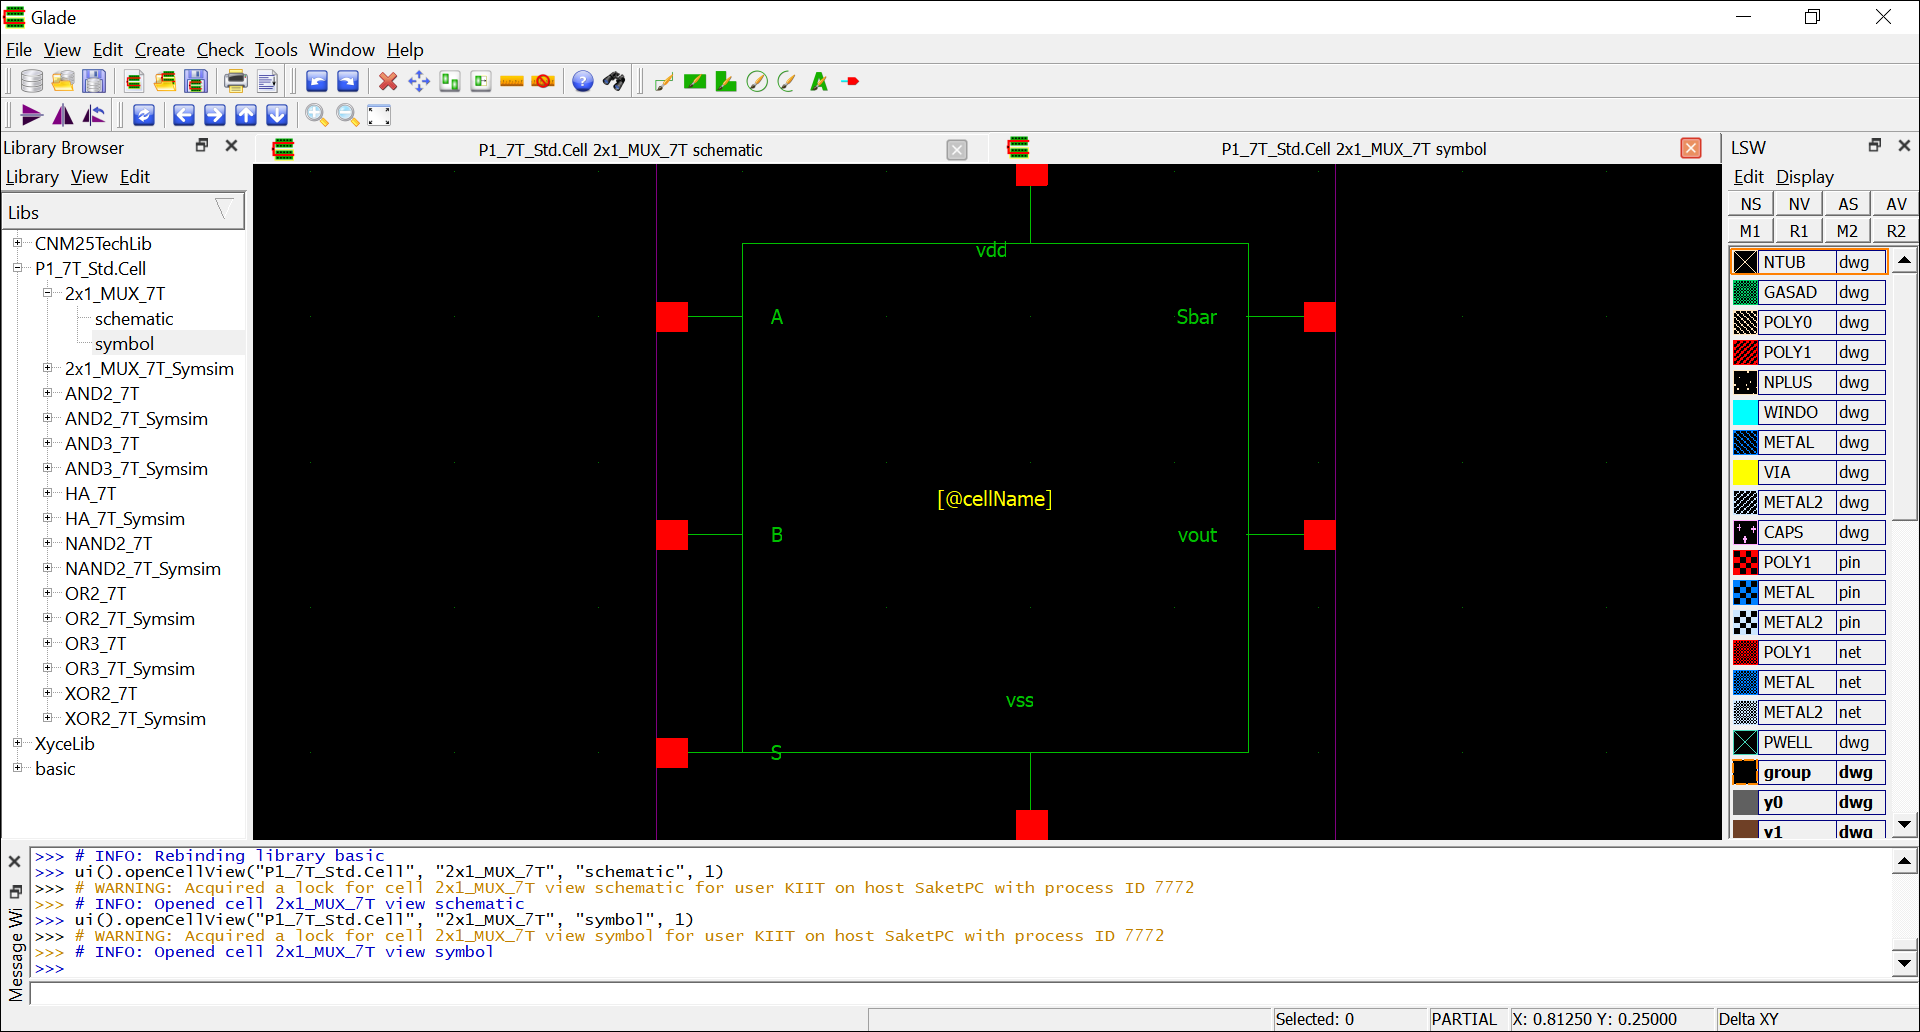 Glade
File View Edit Create Check Tools Window Help
Library Browser
Library View Edit
Libs
CNM25TechLib
P1_7T_Std.Cell
2x1_MUX_7T
schematic
symbol
2x1_MUX_7T_Symsim
AND2_7T
AND2_7T_Symsim
AND3_7T
AND3_7T_Symsim
HA_7T
HA_7T_Symsim
NAND2_7T
NAND2_7T_Symsim
OR2_7T
OR2_7T_Symsim
OR3_7T
OR3_7T_Symsim
XOR2_7T
XOR2_7T_Symsim
XyceLib
basic
P1_7T_Std.Cell 2x1_MUX_7T schematic
P1_7T_Std.Cell 2x1_MUX_7T symbol
vdd
A
Sbar
[@cellName]
B
vout
vss
S
LSW
Edit Display
NS NV AS AV
M1 R1 M2 R2
NTUB dwg
GASAD dwg
POLY0 dwg
POLY1 dwg
NPLUS dwg
WINDO dwg
METAL dwg
VIA dwg
METAL2 dwg
CAPS dwg
POLY1 pin
METAL pin
METAL2 pin
POLY1 net
METAL net
METAL2 net
PWELL dwg
group dwg
y0 dwg
y1 dwg
Message Wi
>>> # INFO: Rebinding library basic
>>> ui().openCellView("P1_7T_Std.Cell", "2x1_MUX_7T", "schematic", 1)
>>> # WARNING: Acquired a lock for cell 2x1_MUX_7T view schematic for user KIIT on host SaketPC with process ID 7772
>>> # INFO: Opened cell 2x1_MUX_7T view schematic
>>> ui().openCellView("P1_7T_Std.Cell", "2x1_MUX_7T", "symbol", 1)
>>> # WARNING: Acquired a lock for cell 2x1_MUX_7T view symbol for user KIIT on host SaketPC with process ID 7772
>>> # INFO: Opened cell 2x1_MUX_7T view symbol
>>>
Selected: 0 PARTIAL X: 0.81250 Y: 0.25000 Delta XY